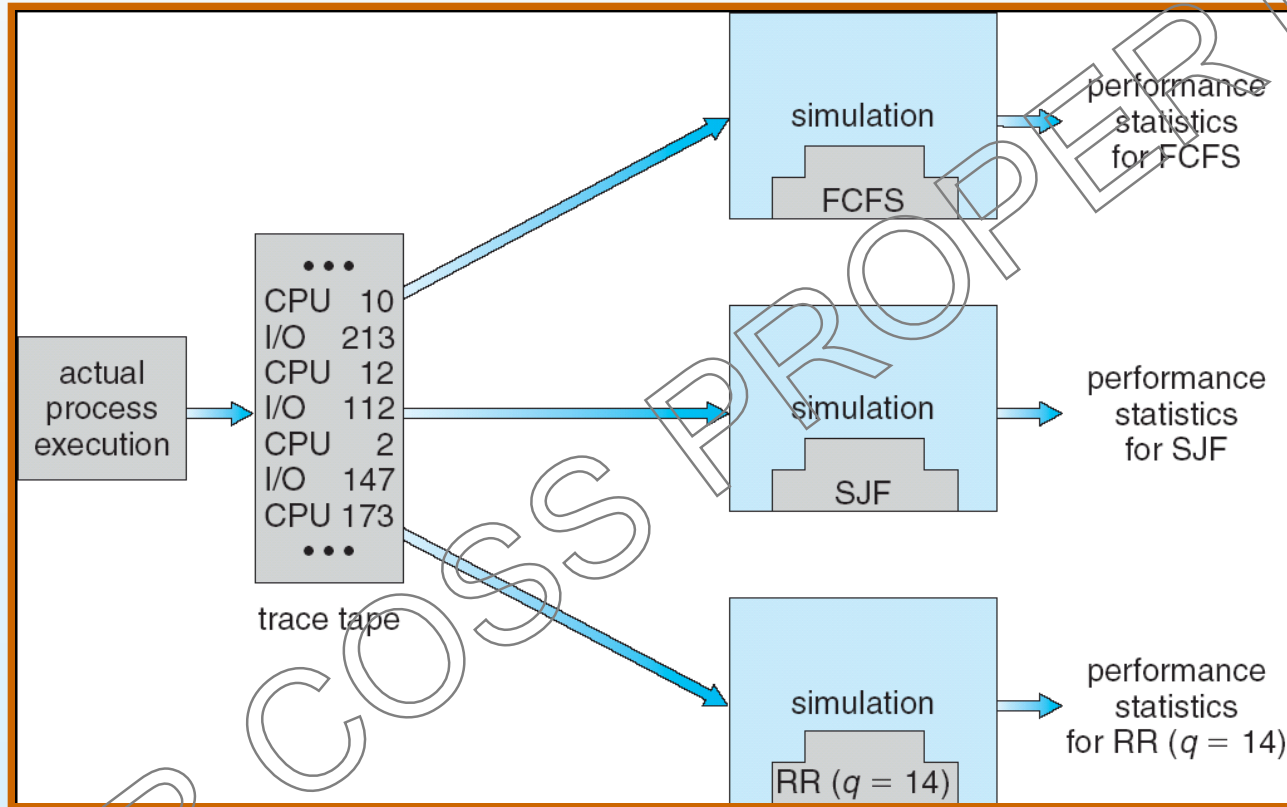 actual
process
execution
• • •
CPU 10
I/O 213
CPU 12
I/O 112
CPU 2
I/O 147
CPU 173
• • •
trace tape
simulation
FCFS
performance
statistics
for FCFS
simulation
SJF
performance
statistics
for SJF
simulation
RR (q = 14)
performance
statistics
for RR (q = 14)
COSS PROPER